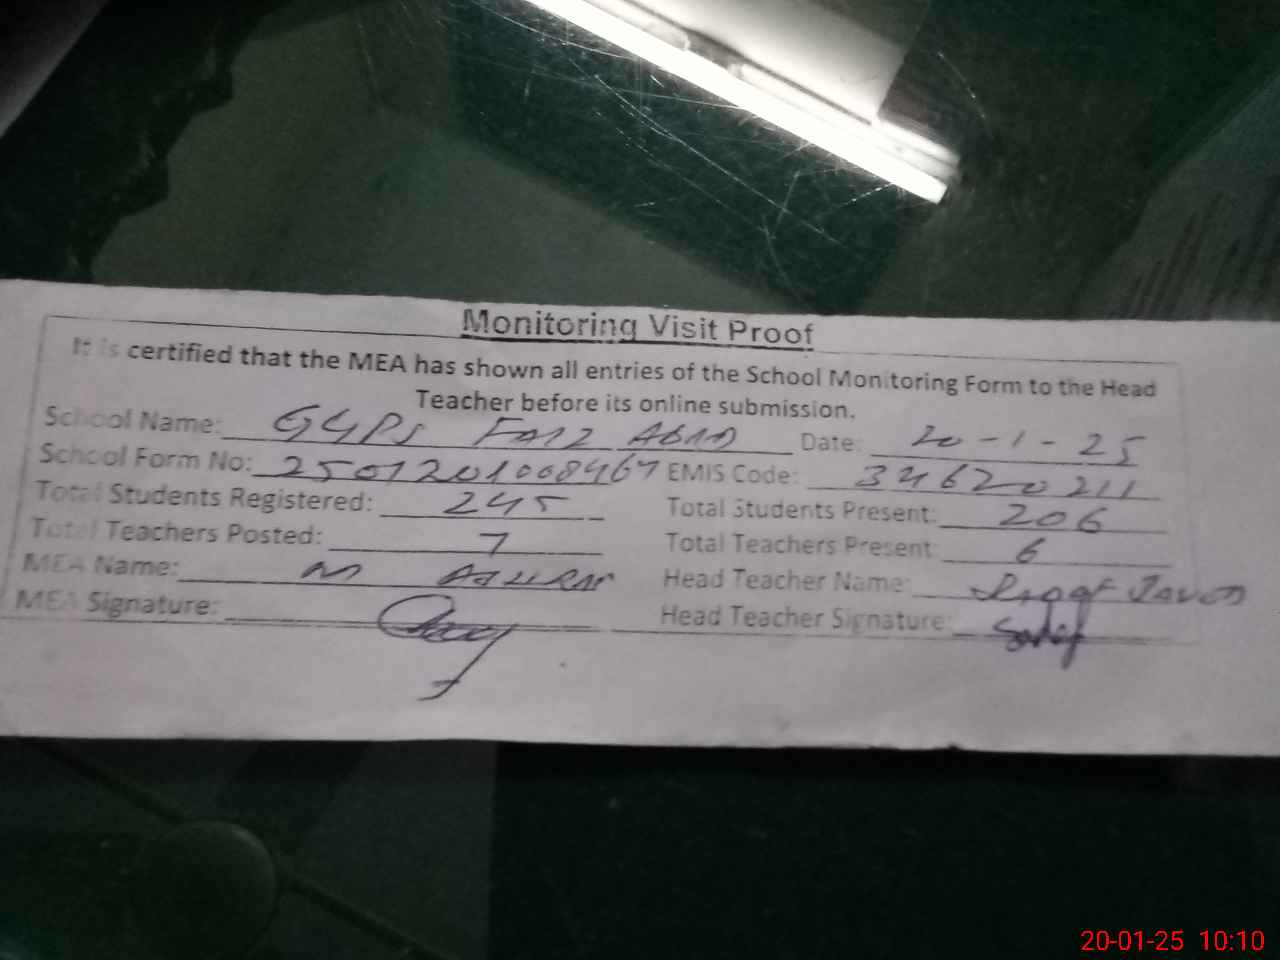 Monitoring Visit Proof
It is certified that the MEA has shown all entries of the School Monitoring Form to the Head
Teacher before its online submission.
School Name: GGPS FAIZ ABAD Date: 20-1-25
School Form No: 2501201008467 EMIS Code: 34620211
Total Students Registered: 245 Total Students Present: 206
Total Teachers Posted: 7 Total Teachers Present: 6
MEA Name: M Head Teacher Name:
MEA Signature: Head Teacher Signature:
20-01-25 10:10